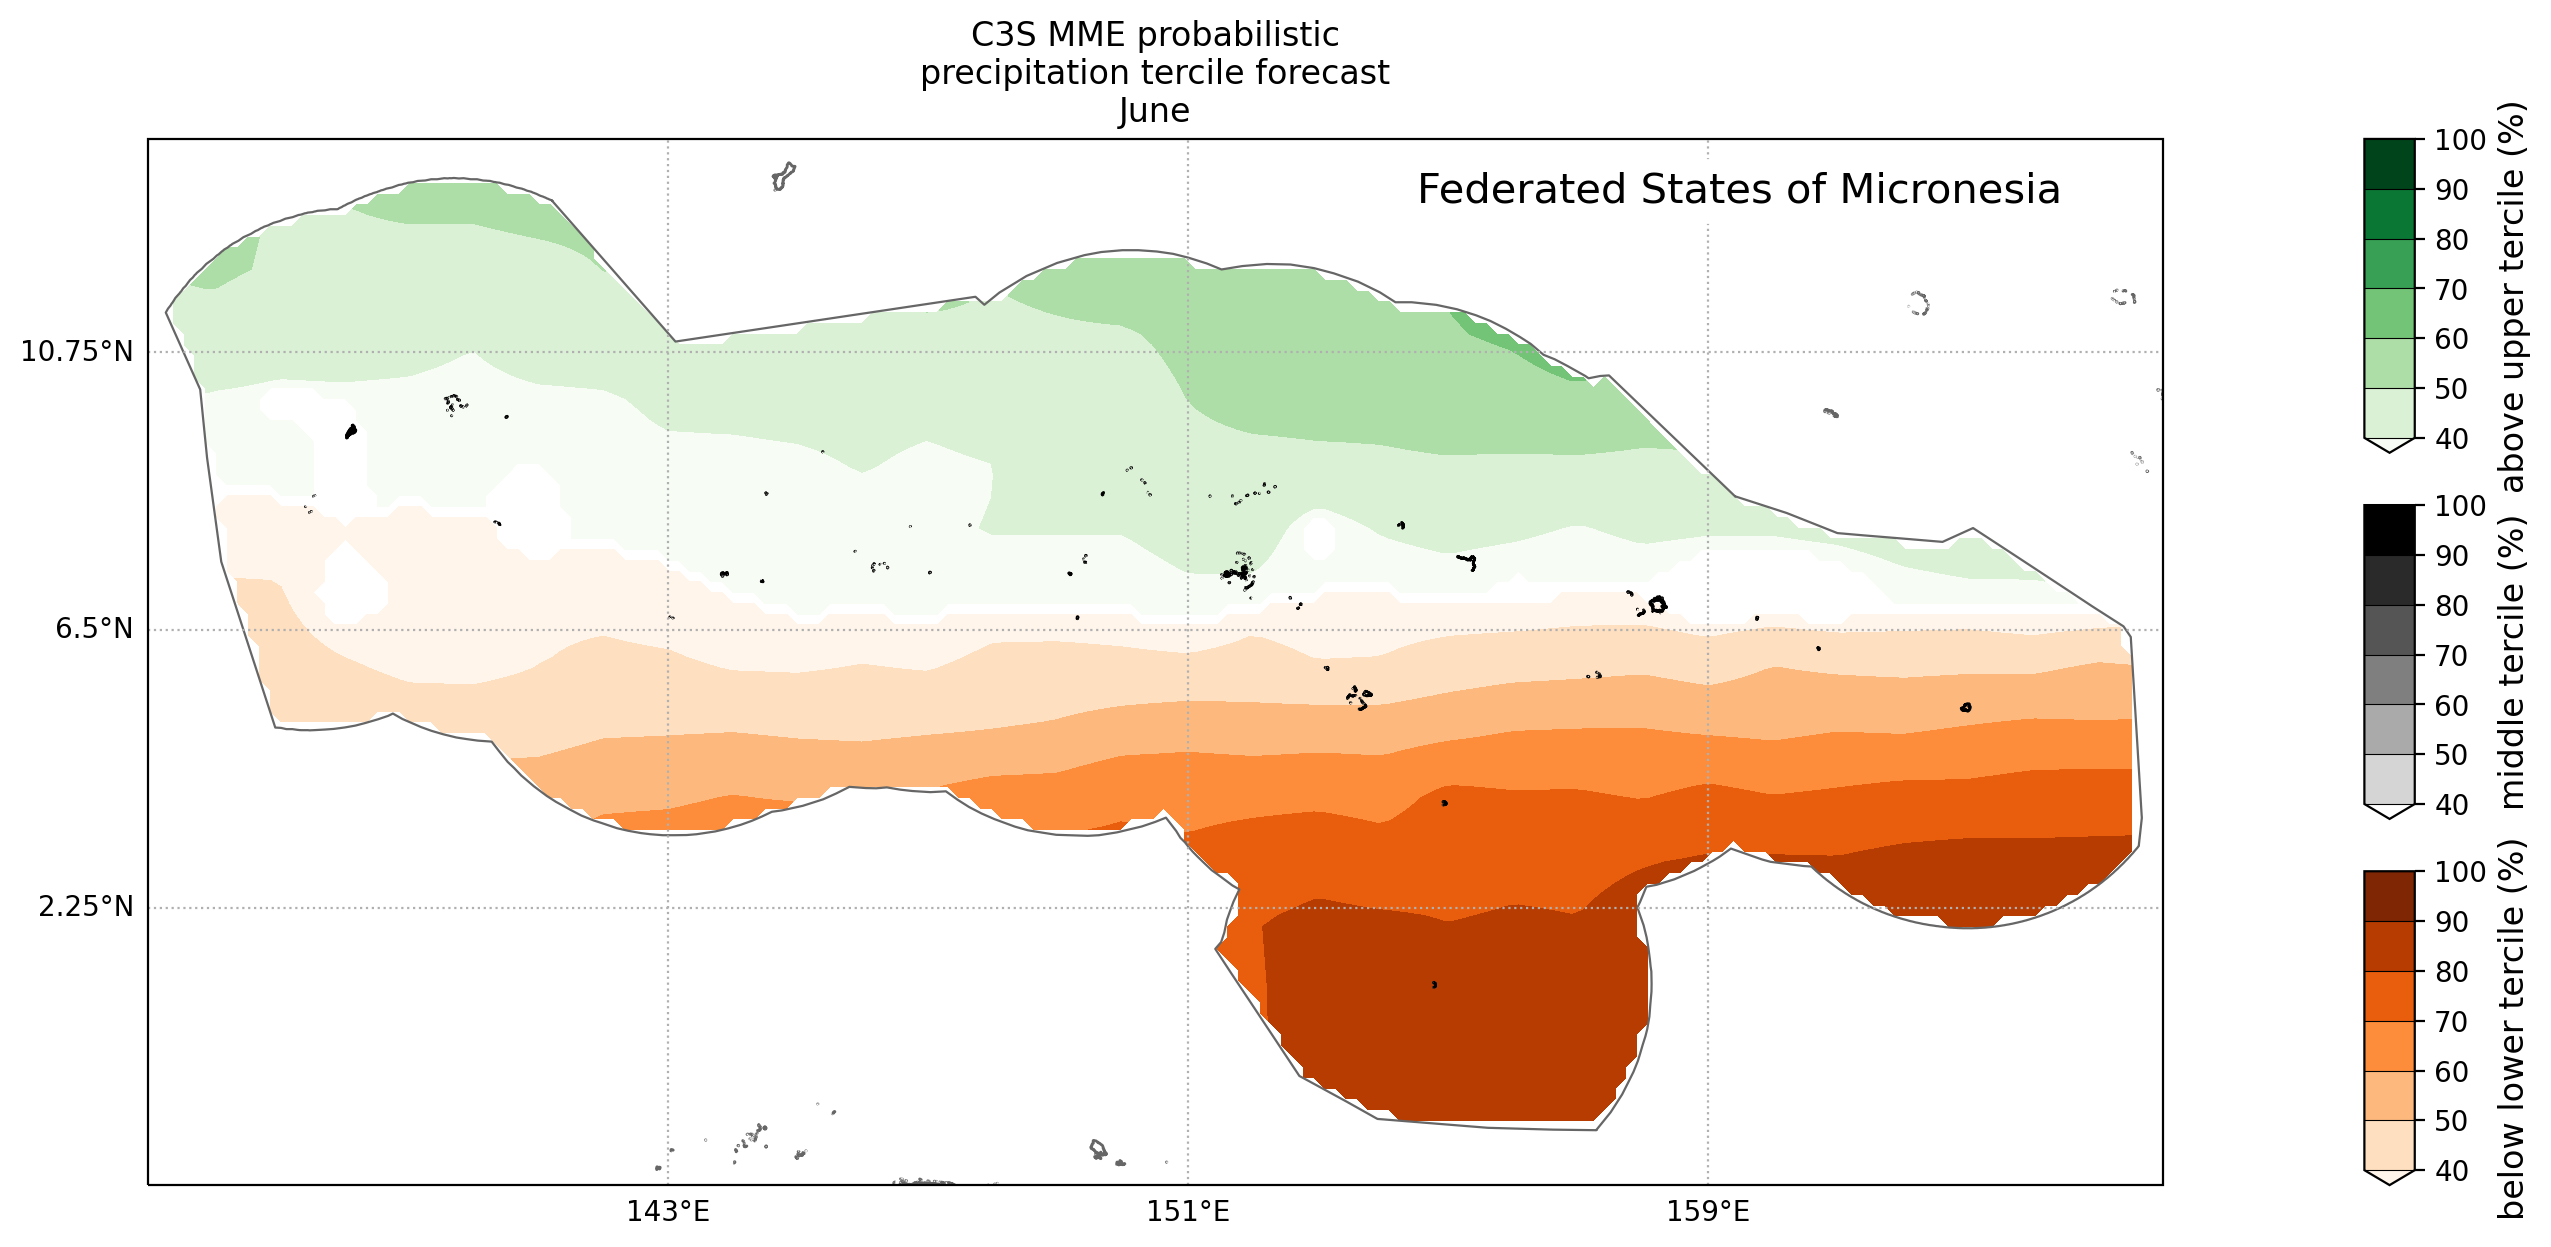 C3S MME probabilistic
precipitation tercile forecast
June
Federated States of Micronesia
10.75°N
6.5°N
2.25°N
143°E
151°E
159°E
100
90
80
70
60
50
40
above upper tercile (%)
100
90
80
70
60
50
40
middle tercile (%)
100
90
80
70
60
50
40
below lower tercile (%)